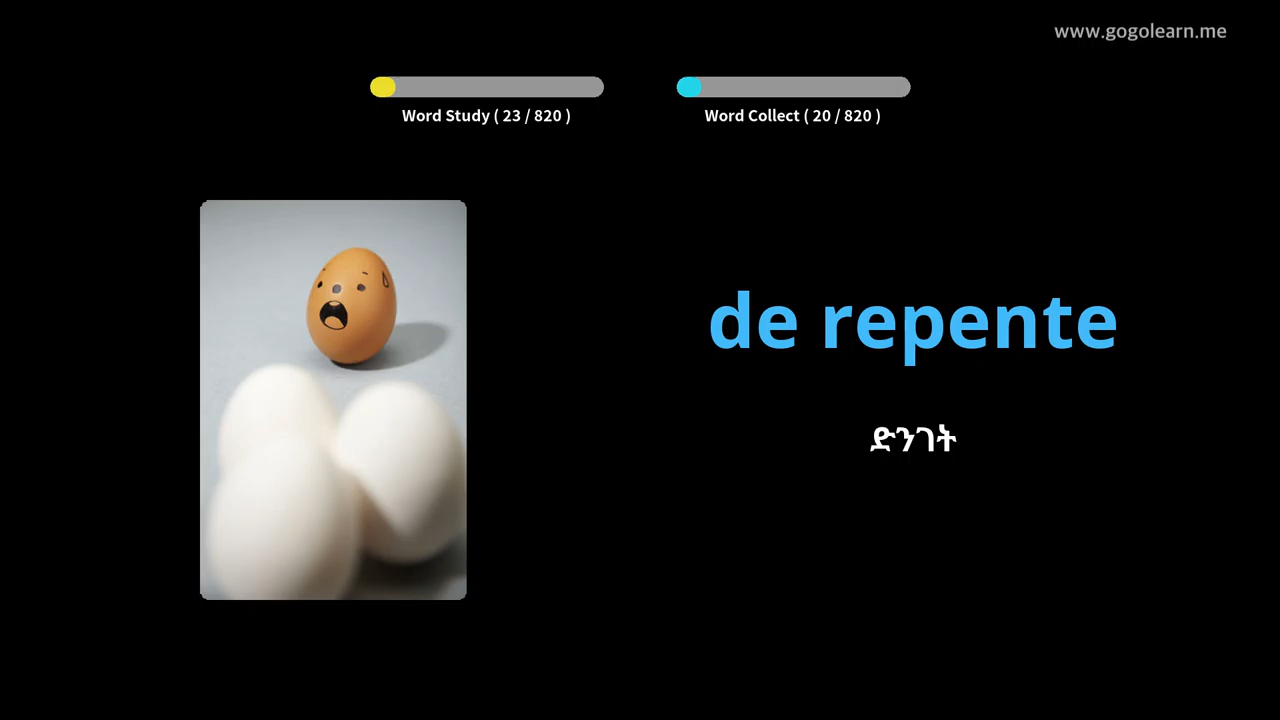 www.gogolearn.me
Word Study ( 23 / 820 )
Word Collect ( 20 / 820 )
de repente
ድንገት